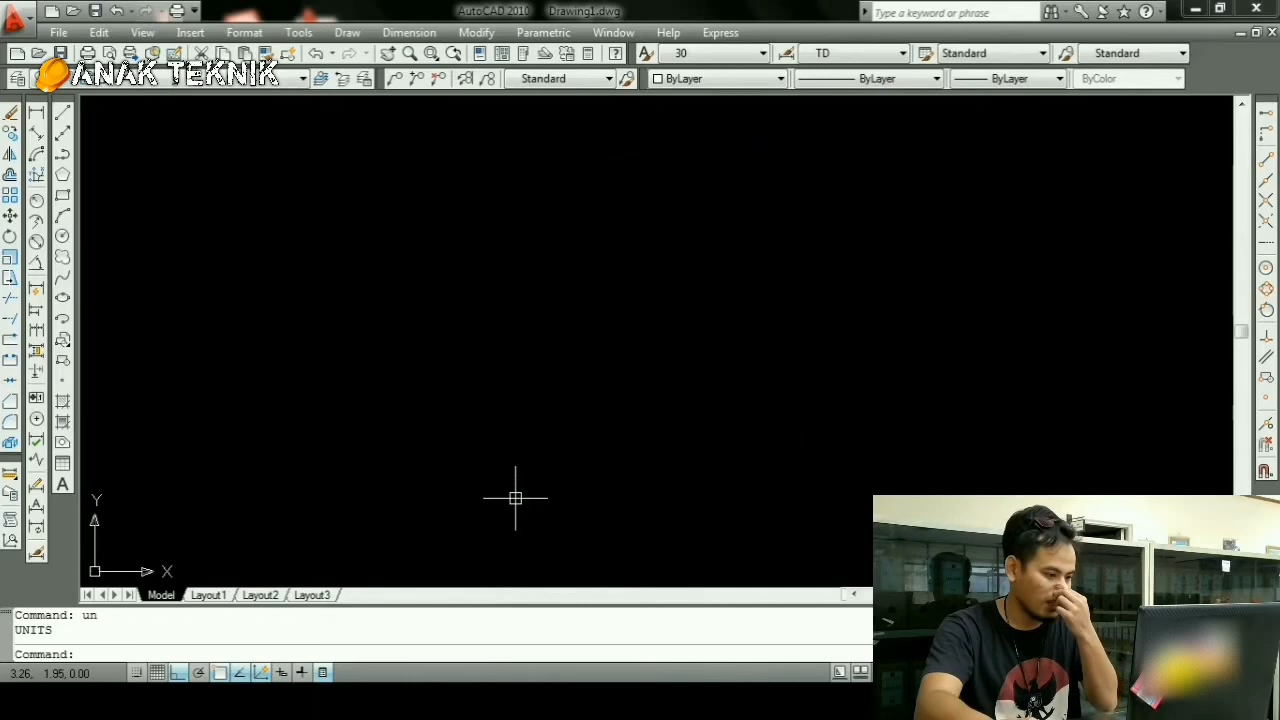 AutoCAD 2010 Drawing1.dwg
Type a keyword or phrase
File Edit View Insert Format Tools Draw Dimension Modify Parametric Window Help Express
30 TD Standard Standard
ANAK TEKNIK
Standard ByLayer ByLayer ByLayer ByColor
A
A
A
Y
X
Model Layout1 Layout2 Layout3
Command: un
UNITS
Command:
3.26, 1.95, 0.00